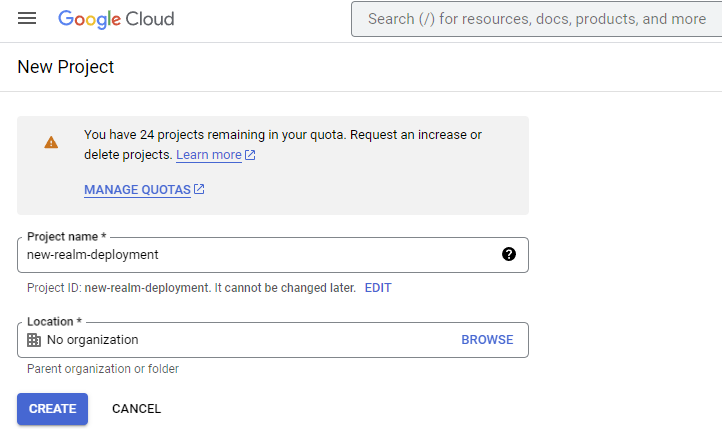 Google Cloud
Search (/) for resources, docs, products, and more
New Project
You have 24 projects remaining in your quota. Request an increase or
delete projects. Learn more
MANAGE QUOTAS
Project name *
new-realm-deployment
Project ID: new-realm-deployment. It cannot be changed later. EDIT
Location *
No organization BROWSE
Parent organization or folder
CREATE CANCEL